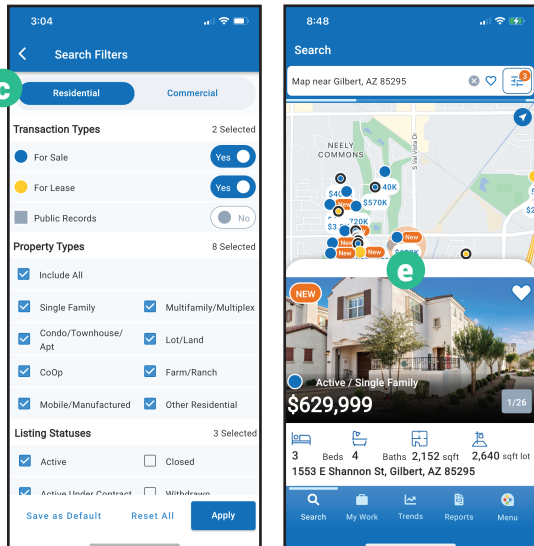 3:04
Search Filters
c
Residential Commercial
Transaction Types 2 Selected
For Sale Yes
For Lease Yes
Public Records No
Property Types 8 Selected
Include All
Single Family Multifamily/Multiplex
Condo/Townhouse/
Apt
Lot/Land
CoOp Farm/Ranch
Mobile/Manufactured Other Residential
Listing Statuses 3 Selected
Active Closed
Active Under Contract Withdrawn
Save as Default Reset All Apply
8:48
Search
Map near Gilbert, AZ 85295
3
NEELY
COMMONS
S Val Vista Dr
40K
$570K
New
720K
New
New
New
e
NEW
Active / Single Family
$629,999
1/26
3 Beds 4 Baths 2,152 sqft 2,640 sqft lot
1553 E Shannon St, Gilbert, AZ 85295
Search My Work Trends Reports Menu